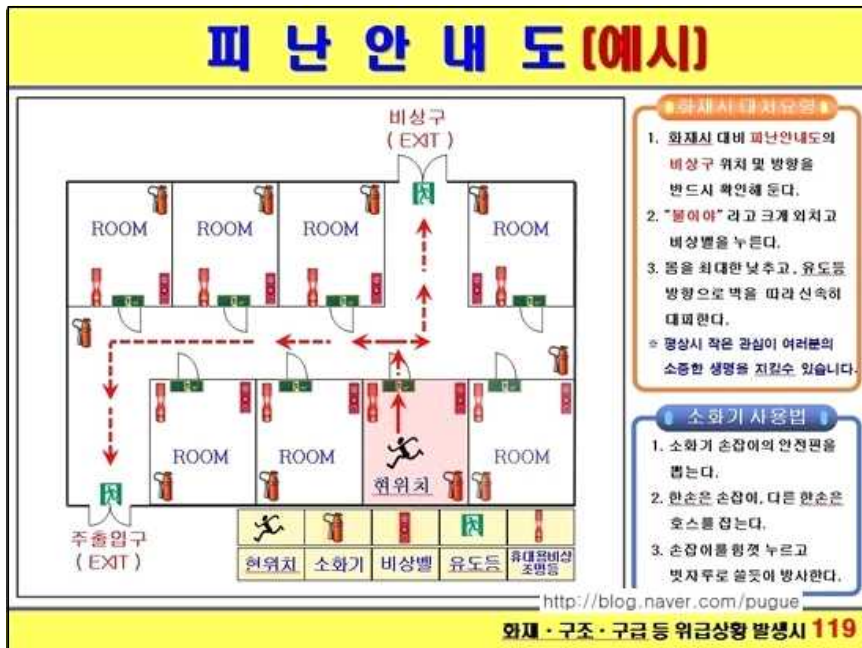 피 난 안 내 도 (예시)
비상구
( EXIT )
ROOM
ROOM
ROOM
ROOM
ROOM
ROOM
현위치
ROOM
주출입구
( EXIT )
현위치
소화기
비상벨
유도등
휴대용비상
조명등
화재시 대처요령
1. 화재시 대비 피난안내도의
비상구 위치 및 방향을
반드시 확인해 둔다.
2. "불이야" 라고 크게 외치고
비상벨을 누른다.
3. 몸을 최대한 낮추고, 유도등
방향으로 벽을 따라 신속히
대피한다.
※ 평상시 작은 관심이 여러분의
소중한 생명을 지킬수 있습니다.
소화기 사용법
1. 소화기 손잡이의 안전핀을
뽑는다.
2. 한손은 손잡이, 다른 한손은
호스를 잡는다.
3. 손잡이를 힘껏 누르고
빗자루로 쓸듯이 방사한다.
http://blog.naver.com/pugue
화재 · 구조 · 구급 등 위급상황 발생시 119